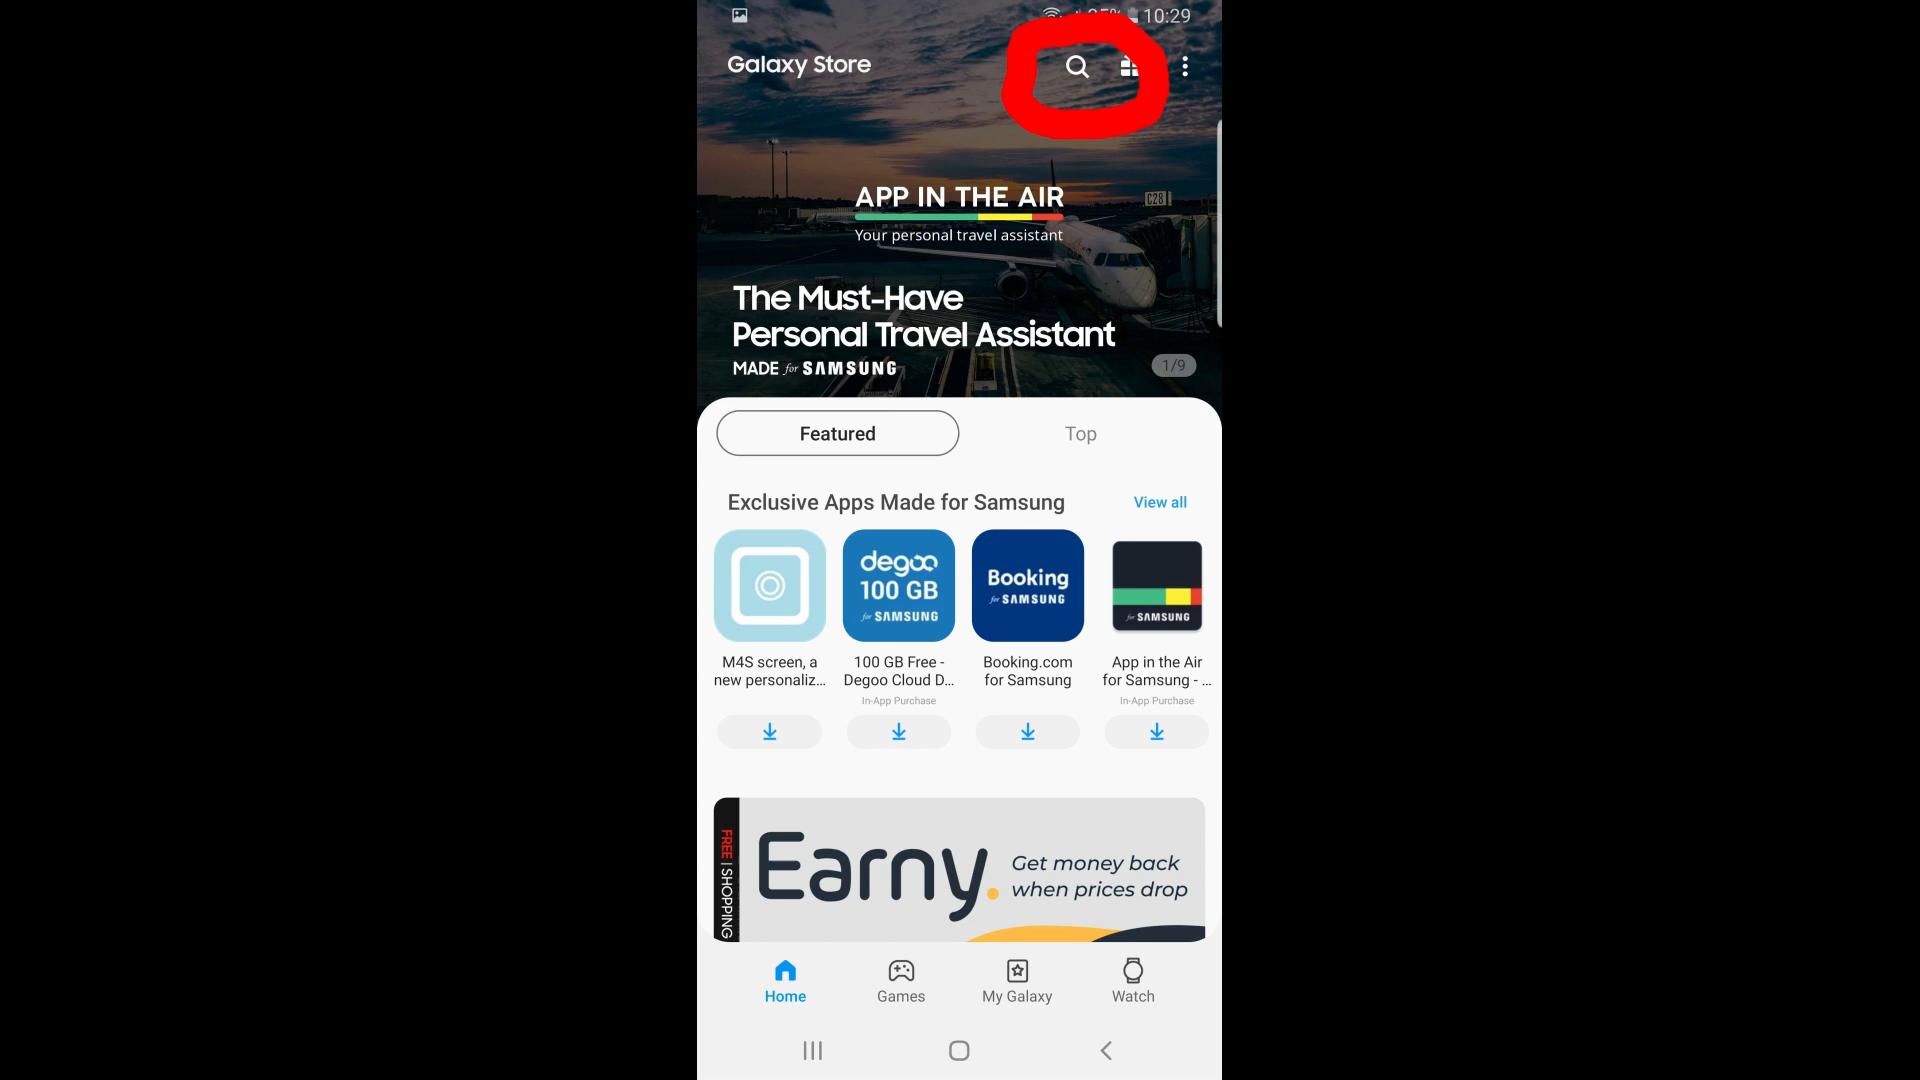 10:29
Galaxy Store
C28
APP IN THE AIR
Your personal travel assistant
The Must-Have
Personal Travel Assistant
MADE for SAMSUNG
1/9
Featured
Top
Exclusive Apps Made for Samsung
View all
degoo
100 GB
for SAMSUNG
Booking
for SAMSUNG
for SAMSUNG
M4S screen, a
new personaliz...
100 GB Free -
Degoo Cloud D...
In-App Purchase
Booking.com
for Samsung
App in the Air
for Samsung - ...
In-App Purchase
FREE | SHOPPING
Earny.
Get money back
when prices drop
Home
Games
My Galaxy
Watch